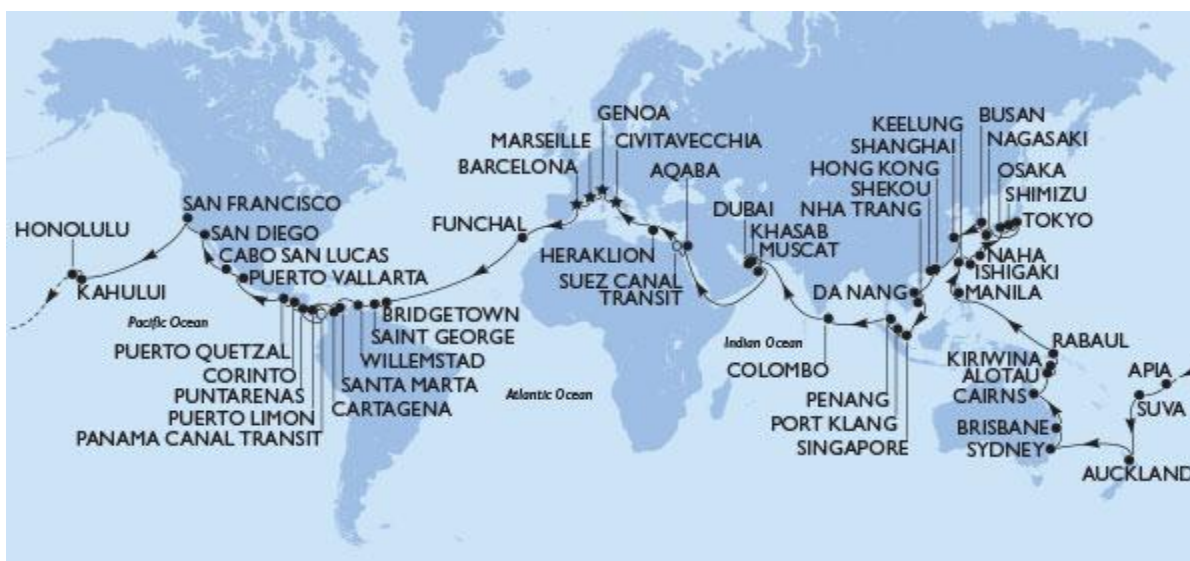 GENOA
MARSEILLE
CIVITAVECCHIA
BARCELONA
AQABA
FUNCHAL
HERAKLION
SUEZ CANAL
TRANSIT
DUBAI
KHASAB
MUSCAT
KEELUNG
SHANGHAI
HONG KONG
SHEKOU
NHA TRANG
BUSAN
NAGASAKI
OSAKA
SHIMIZU
TOKYO
NAHA
ISHIGAKI
MANILA
DA NANG
SAN FRANCISCO
HONOLULU
SAN DIEGO
CABO SAN LUCAS
KAHULUI
PUERTO VALLARTA
Pacific Ocean
BRIDGETOWN
SAINT GEORGE
WILLEMSTAD
SANTA MARTA
CARTAGENA
PUERTO QUETZAL
CORINTO
PUNTARENAS
PUERTO LIMON
PANAMA CANAL TRANSIT
Atlantic Ocean
Indian Ocean
COLOMBO
PENANG
PORT KLANG
SINGAPORE
RABAUL
KIRIWINA
ALOTAU
CAIRNS
BRISBANE
SYDNEY
APIA
SUVA
AUCKLAND